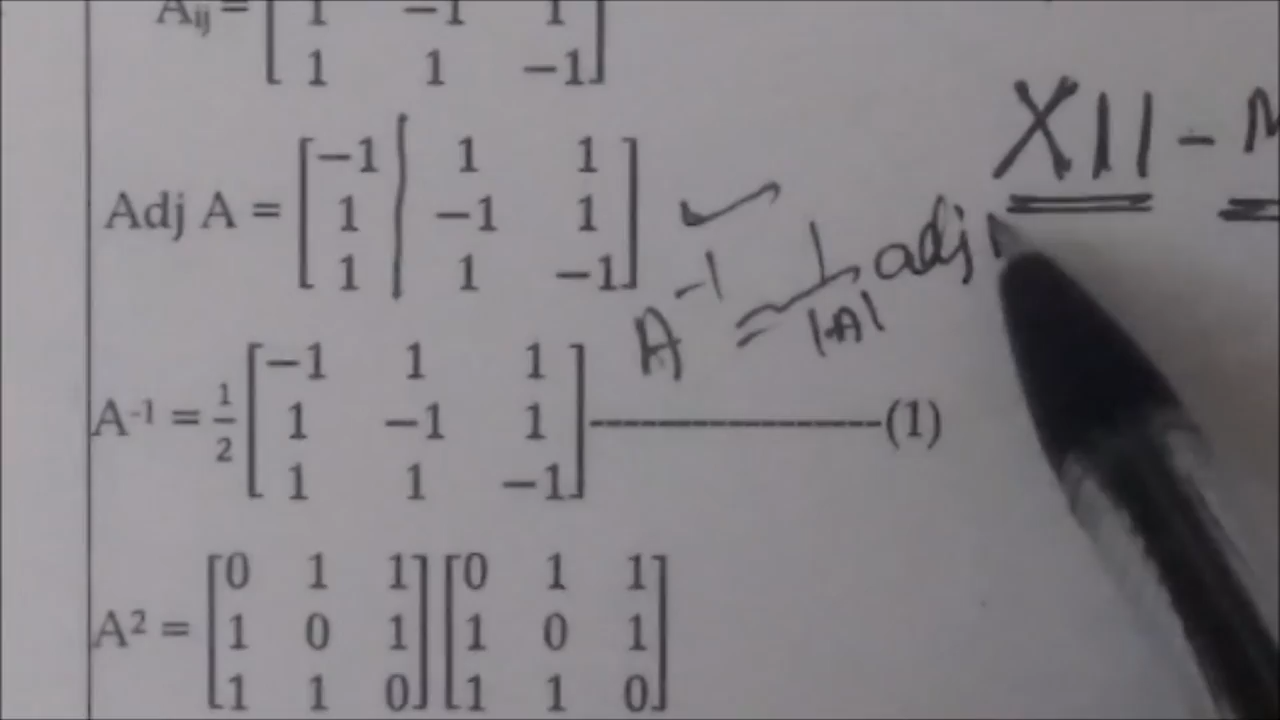 Aij = [ 1 −1 1
1 1 −1 ]
XII -
Adj A = [ −1 1 1
1 −1 1
1 1 −1 ]
A⁻¹ = 1/|A| adj
A-1 = 1/2 [ −1 1 1
1 −1 1
1 1 −1 ] -----------------(1)
A2 = [ 0 1 1 ] [ 0 1 1 ]
[ 1 0 1 ] [ 1 0 1 ]
[ 1 1 0 ] [ 1 1 0 ]